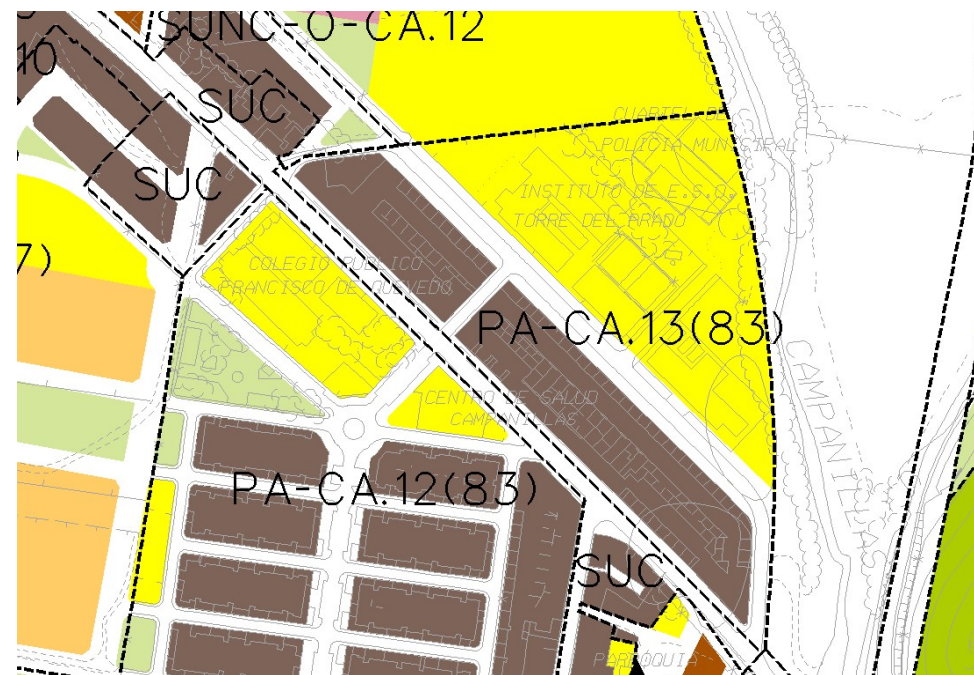 SUNC-O-CA.12
10
SUC
CUARTEL DE
POLICIA MUNICIPAL
SUC
INSTITUTO DE E.S.O.
TORRE DEL PRADO
7)
COLEGIO PUBLICO
FRANCISCO DE QUEVEDO
PA-CA.13(83)
CENTRO DE SALUD
CAMPANILLAS
CAMPANILLAS
PA-CA.12(83)
SUC
PARROQUIA